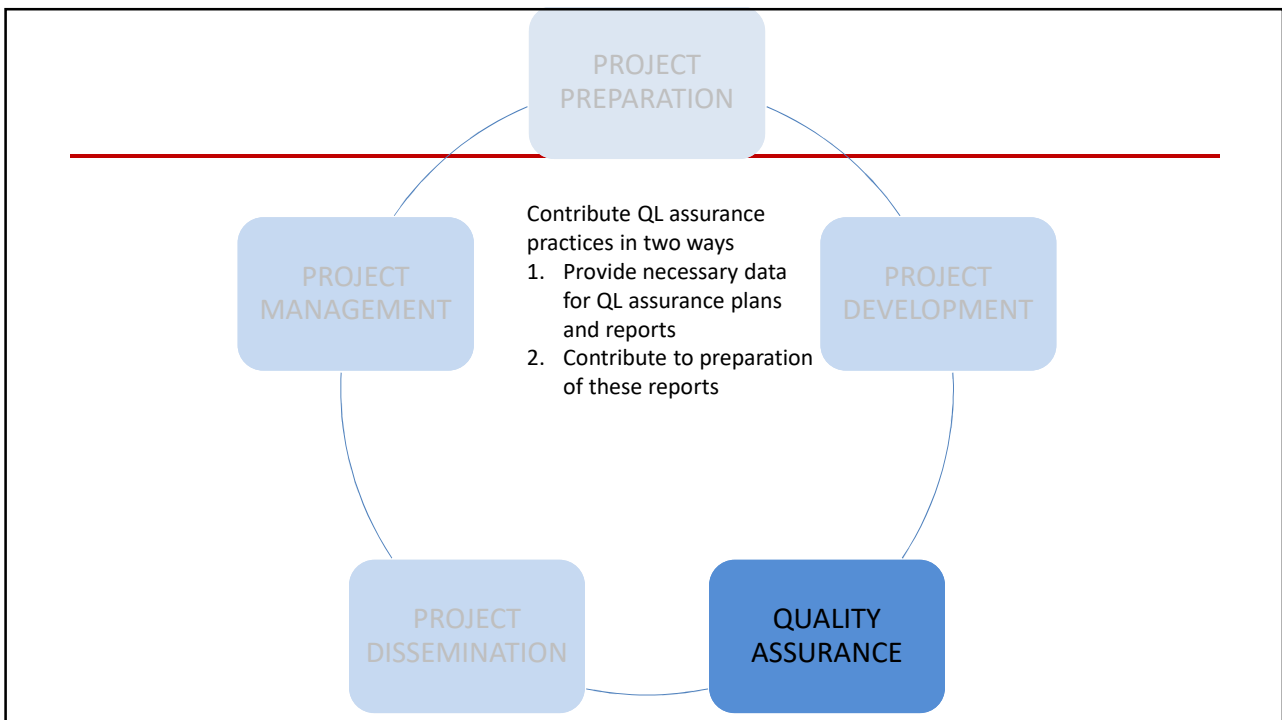 PROJECT
PREPARATION
Contribute QL assurance
practices in two ways
1. Provide necessary data
for QL assurance plans
and reports
2. Contribute to preparation
of these reports
PROJECT
MANAGEMENT
PROJECT
DEVELOPMENT
PROJECT
DISSEMINATION
QUALITY
ASSURANCE